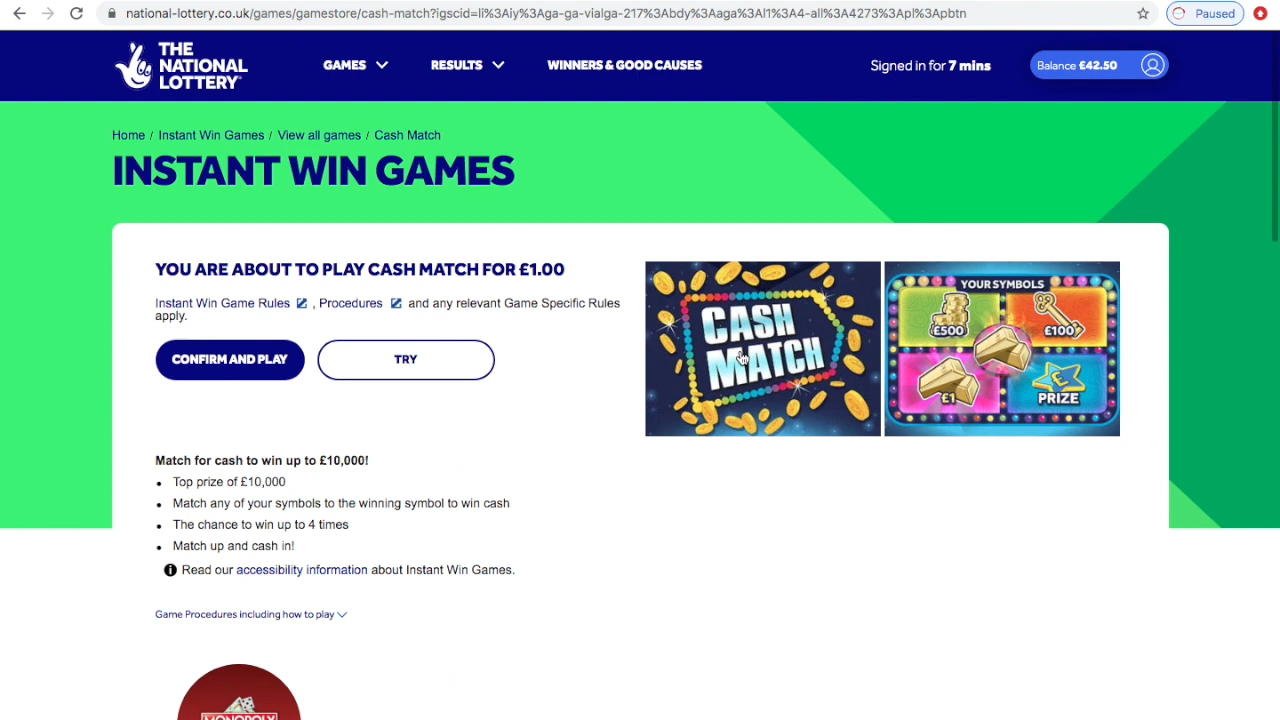 national-lottery.co.uk/games/gamestore/cash-match?igscid=li%3Aiy%3Aga-ga-vialga-217%3Abdy%3Aaga%3Al1%3A4-all%3A4273%3Apl%3Apbtn
Paused
THE NATIONAL LOTTERY®
GAMES
RESULTS
WINNERS & GOOD CAUSES
Signed in for 7 mins
Balance £42.50
Home / Instant Win Games / View all games / Cash Match
INSTANT WIN GAMES
YOU ARE ABOUT TO PLAY CASH MATCH FOR £1.00
Instant Win Game Rules , Procedures and any relevant Game Specific Rules
apply.
CONFIRM AND PLAY
TRY
CASH
MATCH
YOUR SYMBOLS
£500
£100
£1
£
PRIZE
Match for cash to win up to £10,000!
• Top prize of £10,000
• Match any of your symbols to the winning symbol to win cash
• The chance to win up to 4 times
• Match up and cash in!
Read our accessibility information about Instant Win Games.
Game Procedures including how to play
MONOPOLY